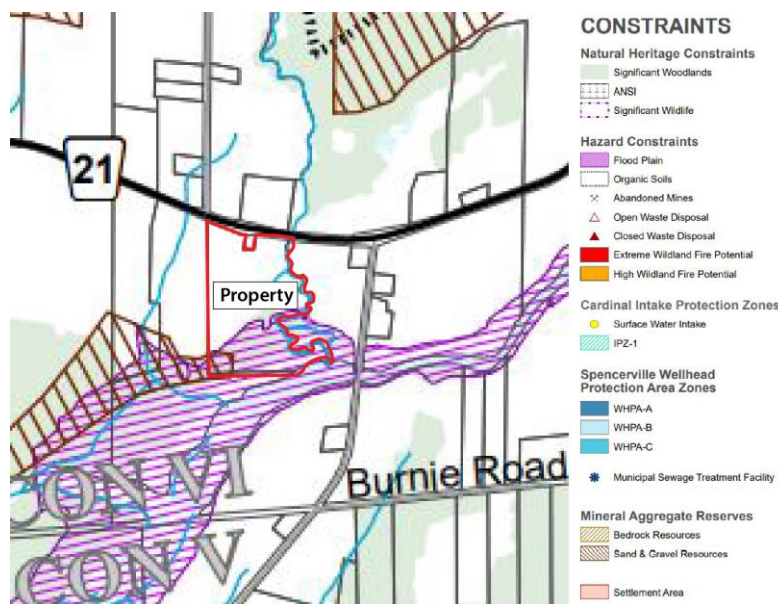 21
Property
Burnie Road
CON VI
CON V
CONSTRAINTS
Natural Heritage Constraints
Significant Woodlands
ANSI
Significant Wildlife
Hazard Constraints
Flood Plain
Organic Soils
Abandoned Mines
Open Waste Disposal
Closed Waste Disposal
Extreme Wildland Fire Potential
High Wildland Fire Potential
Cardinal Intake Protection Zones
Surface Water Intake
IPZ-1
Spencerville Wellhead
Protection Area Zones
WHPA-A
WHPA-B
WHPA-C
Municipal Sewage Treatment Facility
Mineral Aggregate Reserves
Bedrock Resources
Sand & Gravel Resources
Settlement Area